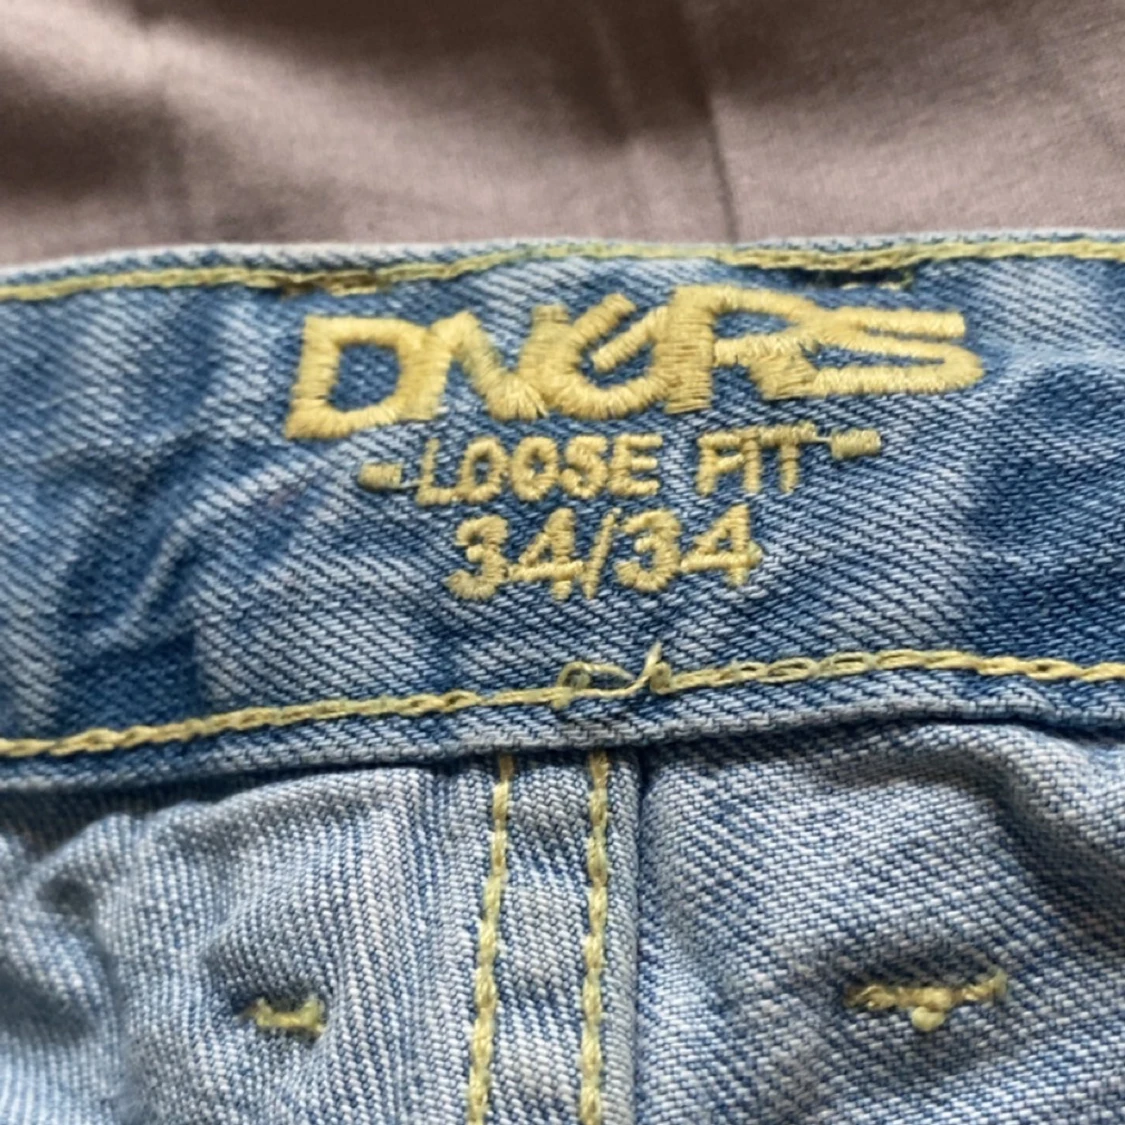 DNGRS
-LOOSE FIT-
34/34